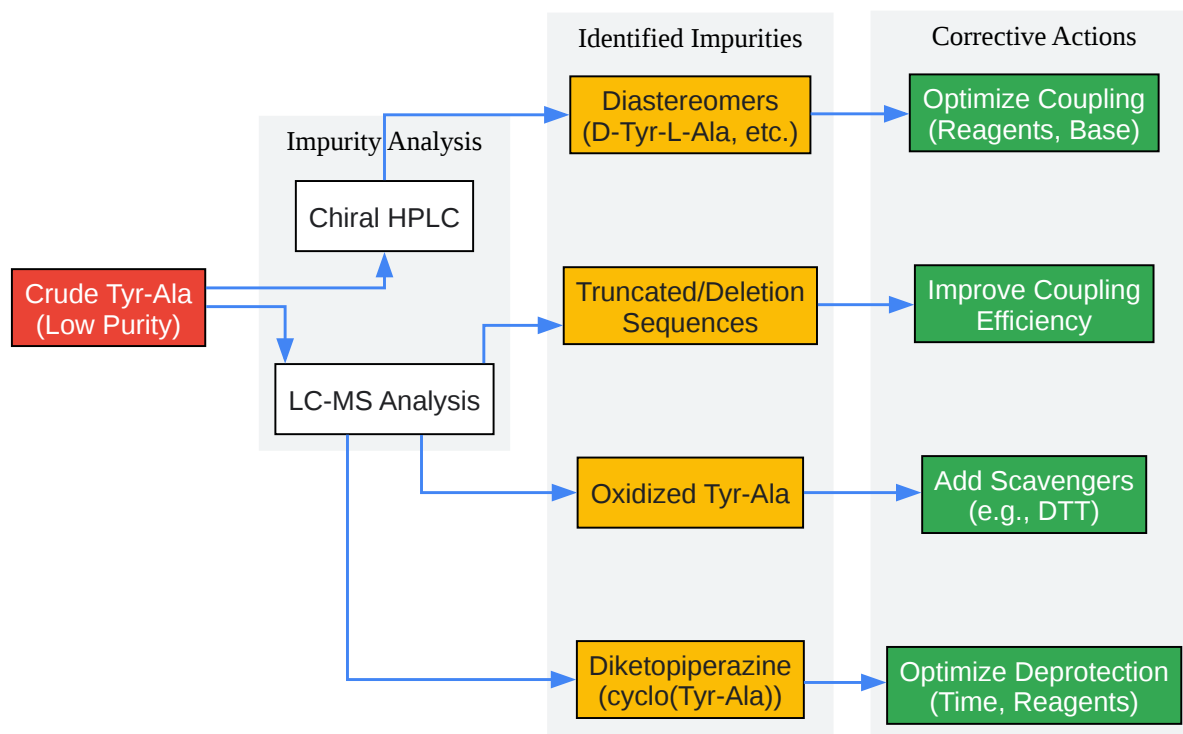 Identified Impurities
Corrective Actions
Impurity Analysis
Crude Tyr-Ala
(Low Purity)
Chiral HPLC
LC-MS Analysis
Diastereomers
(D-Tyr-L-Ala, etc.)
Optimize Coupling
(Reagents, Base)
Truncated/Deletion
Sequences
Improve Coupling
Efficiency
Oxidized Tyr-Ala
Add Scavengers
(e.g., DTT)
Diketopiperazine
(cyclo(Tyr-Ala))
Optimize Deprotection
(Time, Reagents)